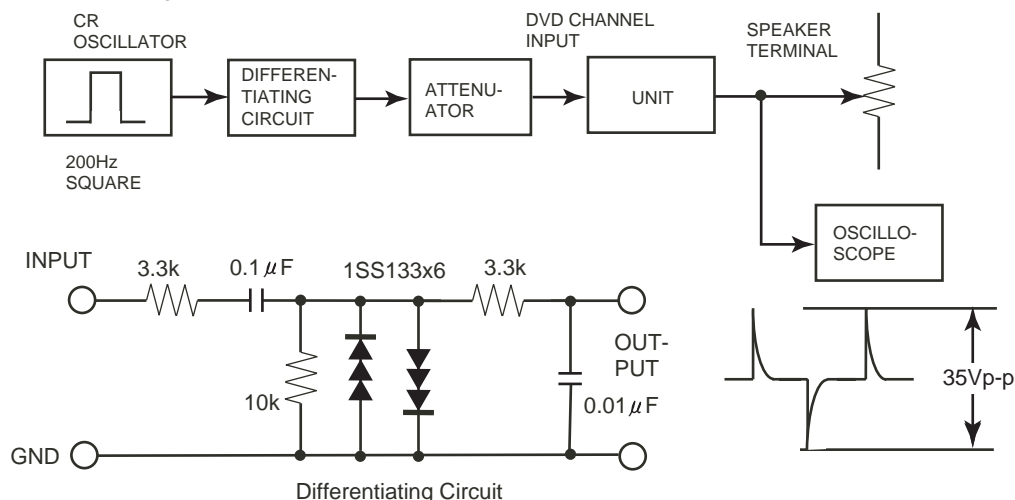 CR
OSCILLATOR
DVD CHANNEL
INPUT
SPEAKER
TERMINAL
DIFFEREN-
TIATING
CIRCUIT
ATTENU-
ATOR
UNIT
200Hz
SQUARE
OSCILLO-
SCOPE
INPUT
3.3k
0.1μF
1SS133x6
3.3k
OUT-
PUT
10k
0.01μF
35Vp-p
GND
Differentiating Circuit